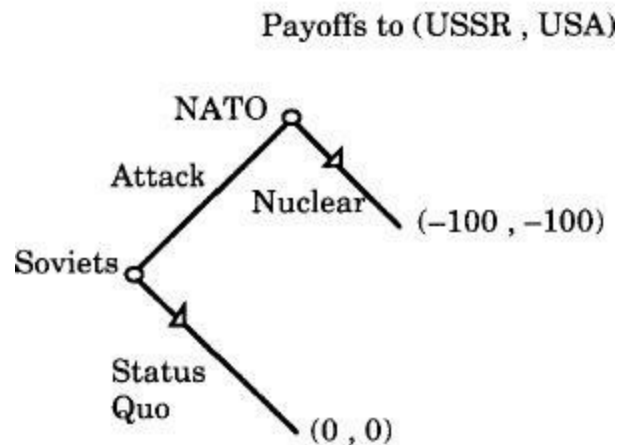 Payoffs to (USSR , USA)
NATO
Attack
Nuclear
(–100 , –100)
Soviets
Status
Quo
(0 , 0)